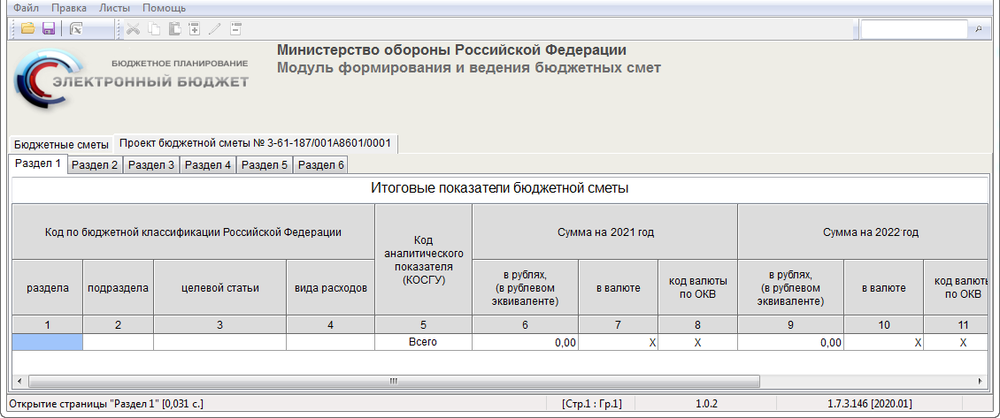 Файл Правка Листы Помощь
Министерство обороны Российской Федерации
Модуль формирования и ведения бюджетных смет
БЮДЖЕТНОЕ ПЛАНИРОВАНИЕ
ЭЛЕКТРОННЫЙ БЮДЖЕТ
Бюджетные сметы Проект бюджетной сметы № 3-61-187/001А8601/0001
Раздел 1 Раздел 2 Раздел 3 Раздел 4 Раздел 5 Раздел 6
Итоговые показатели бюджетной сметы
Код по бюджетной классификации Российской Федерации
Код
аналитического
показателя
(КОСГУ)
Сумма на 2021 год
Сумма на 2022 год
раздела
подраздела
целевой статьи
вида расходов
в рублях,
(в рублевом
эквиваленте)
в валюте
код валюты
по ОКВ
в рублях,
(в рублевом
эквиваленте)
в валюте
код валюты
по ОКВ
1 2 3 4 5 6 7 8 9 10 11
Всего 0,00 X X 0,00 X X
Открытие страницы "Раздел 1" [0,031 с.] [Стр.1 : Гр.1] 1.0.2 1.7.3.146 [2020.01]